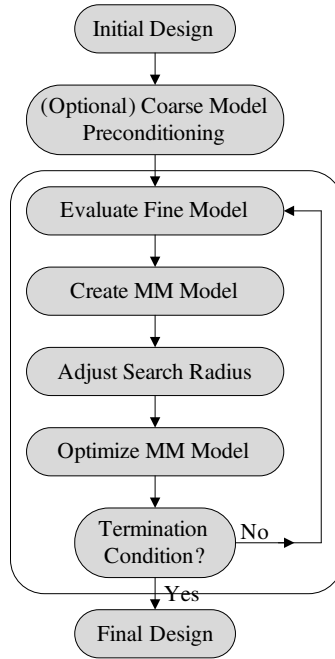 Initial Design
(Optional) Coarse Model
Preconditioning
Evaluate Fine Model
Create MM Model
Adjust Search Radius
Optimize MM Model
Termination
Condition?
No
Yes
Final Design